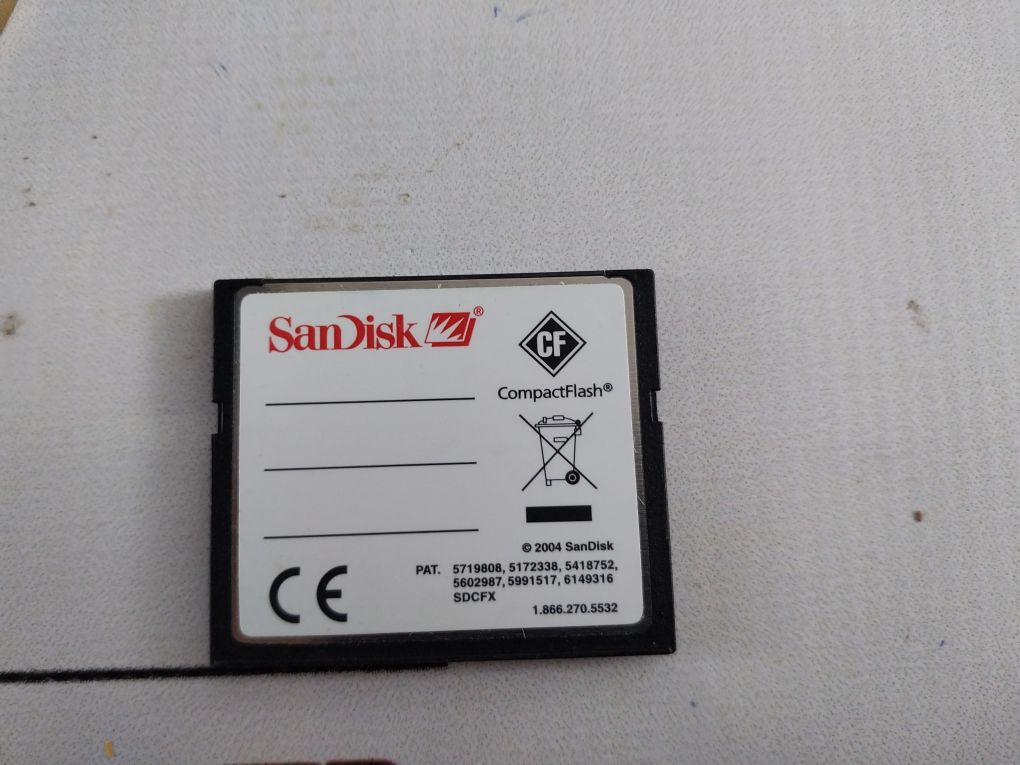 SanDisk®
CF
CompactFlash®
© 2004 SanDisk
PAT. 5719808, 5172338, 5418752,
5602987, 5991517, 6149316
SDCFX
1.866.270.5532
CE